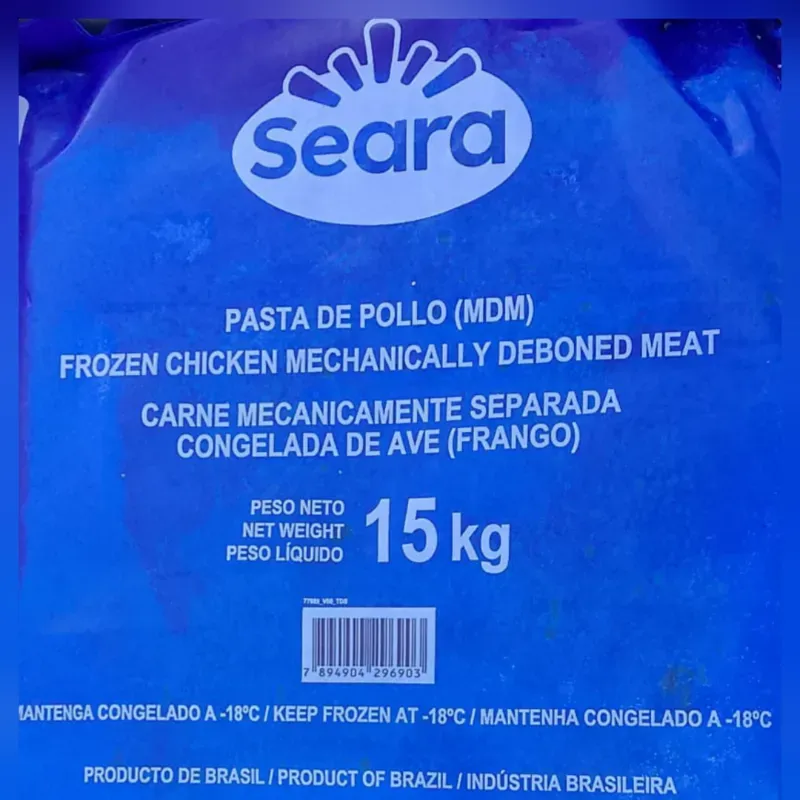 Seara
PASTA DE POLLO (MDM)
FROZEN CHICKEN MECHANICALLY DEBONED MEAT
CARNE MECANICAMENTE SEPARADA
CONGELADA DE AVE (FRANGO)
PESO NETO
NET WEIGHT
PESO LÍQUIDO
15 kg
7 894904 296903
MANTENGA CONGELADO A -18ºC / KEEP FROZEN AT -18ºC / MANTENHA CONGELADO A -18ºC
PRODUCTO DE BRASIL / PRODUCT OF BRAZIL / INDÚSTRIA BRASILEIRA